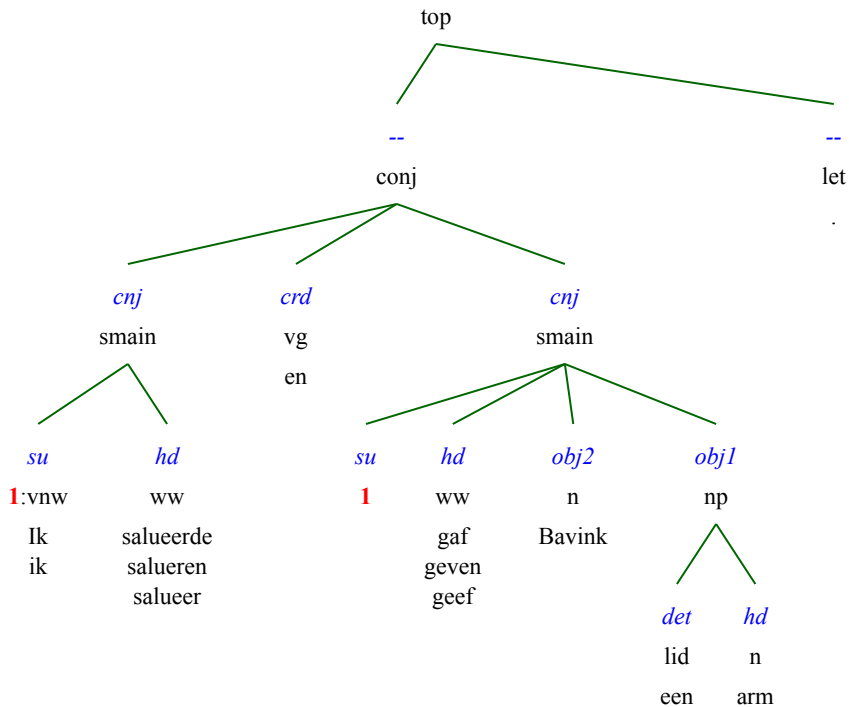 top
-- --
conj let
.
cnj crd cnj
smain vg smain
en
su hd su hd obj2 obj1
1:vnw ww 1 ww n np
Ik salueerde gaf Bavink
ik salueren geven
salueer geef
det hd
lid n
een arm